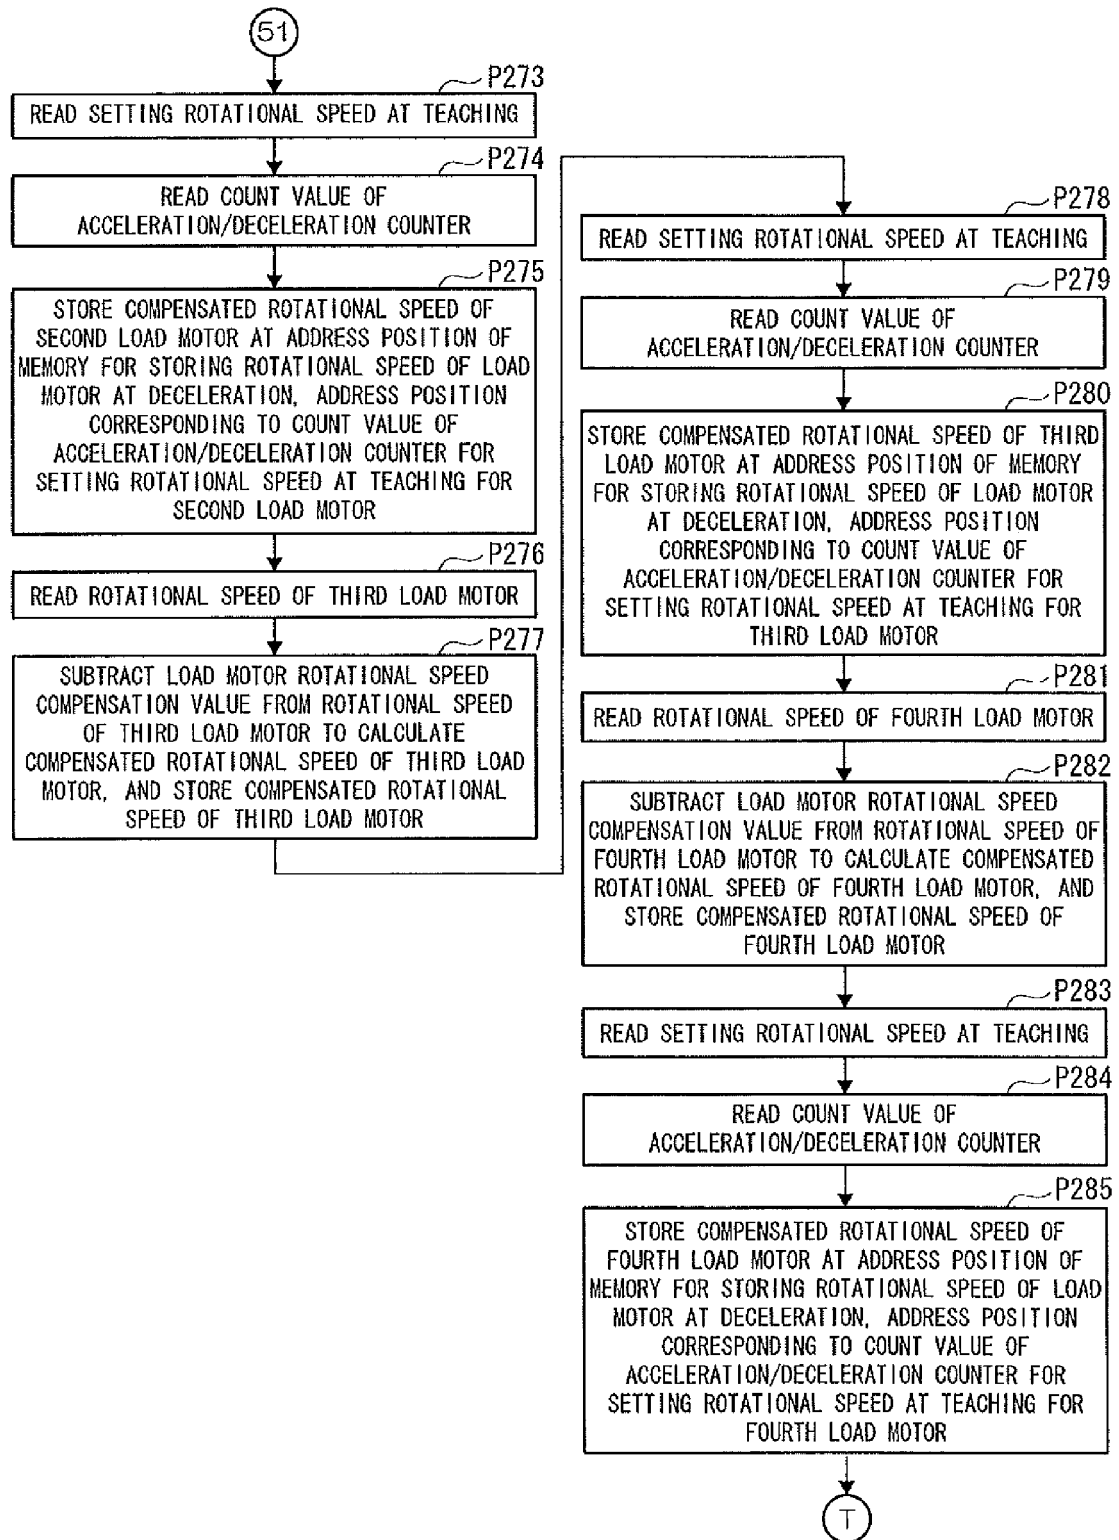 51
P273
READ SETTING ROTATIONAL SPEED AT TEACHING
P274
READ COUNT VALUE OF
ACCELERATION/DECELERATION COUNTER
P275
STORE COMPENSATED ROTATIONAL SPEED OF
SECOND LOAD MOTOR AT ADDRESS POSITION OF
MEMORY FOR STORING ROTATIONAL SPEED OF LOAD
MOTOR AT DECELERATION, ADDRESS POSITION
CORRESPONDING TO COUNT VALUE OF
ACCELERATION/DECELERATION COUNTER FOR
SETTING ROTATIONAL SPEED AT TEACHING FOR
SECOND LOAD MOTOR
P276
READ ROTATIONAL SPEED OF THIRD LOAD MOTOR
P277
SUBTRACT LOAD MOTOR ROTATIONAL SPEED
COMPENSATION VALUE FROM ROTATIONAL SPEED
OF THIRD LOAD MOTOR TO CALCULATE
COMPENSATED ROTATIONAL SPEED OF THIRD LOAD
MOTOR, AND STORE COMPENSATED ROTATIONAL
SPEED OF THIRD LOAD MOTOR
P278
READ SETTING ROTATIONAL SPEED AT TEACHING
P279
READ COUNT VALUE OF
ACCELERATION/DECELERATION COUNTER
P280
STORE COMPENSATED ROTATIONAL SPEED OF THIRD
LOAD MOTOR AT ADDRESS POSITION OF MEMORY
FOR STORING ROTATIONAL SPEED OF LOAD MOTOR
AT DECELERATION, ADDRESS POSITION
CORRESPONDING TO COUNT VALUE OF
ACCELERATION/DECELERATION COUNTER FOR
SETTING ROTATIONAL SPEED AT TEACHING FOR
THIRD LOAD MOTOR
P281
READ ROTATIONAL SPEED OF FOURTH LOAD MOTOR
P282
SUBTRACT LOAD MOTOR ROTATIONAL SPEED
COMPENSATION VALUE FROM ROTATIONAL SPEED OF
FOURTH LOAD MOTOR TO CALCULATE COMPENSATED
ROTATIONAL SPEED OF FOURTH LOAD MOTOR, AND
STORE COMPENSATED ROTATIONAL SPEED OF
FOURTH LOAD MOTOR
P283
READ SETTING ROTATIONAL SPEED AT TEACHING
P284
READ COUNT VALUE OF
ACCELERATION/DECELERATION COUNTER
P285
STORE COMPENSATED ROTATIONAL SPEED OF
FOURTH LOAD MOTOR AT ADDRESS POSITION OF
MEMORY FOR STORING ROTATIONAL SPEED OF LOAD
MOTOR AT DECELERATION, ADDRESS POSITION
CORRESPONDING TO COUNT VALUE OF
ACCELERATION/DECELERATION COUNTER FOR
SETTING ROTATIONAL SPEED AT TEACHING FOR
FOURTH LOAD MOTOR
T